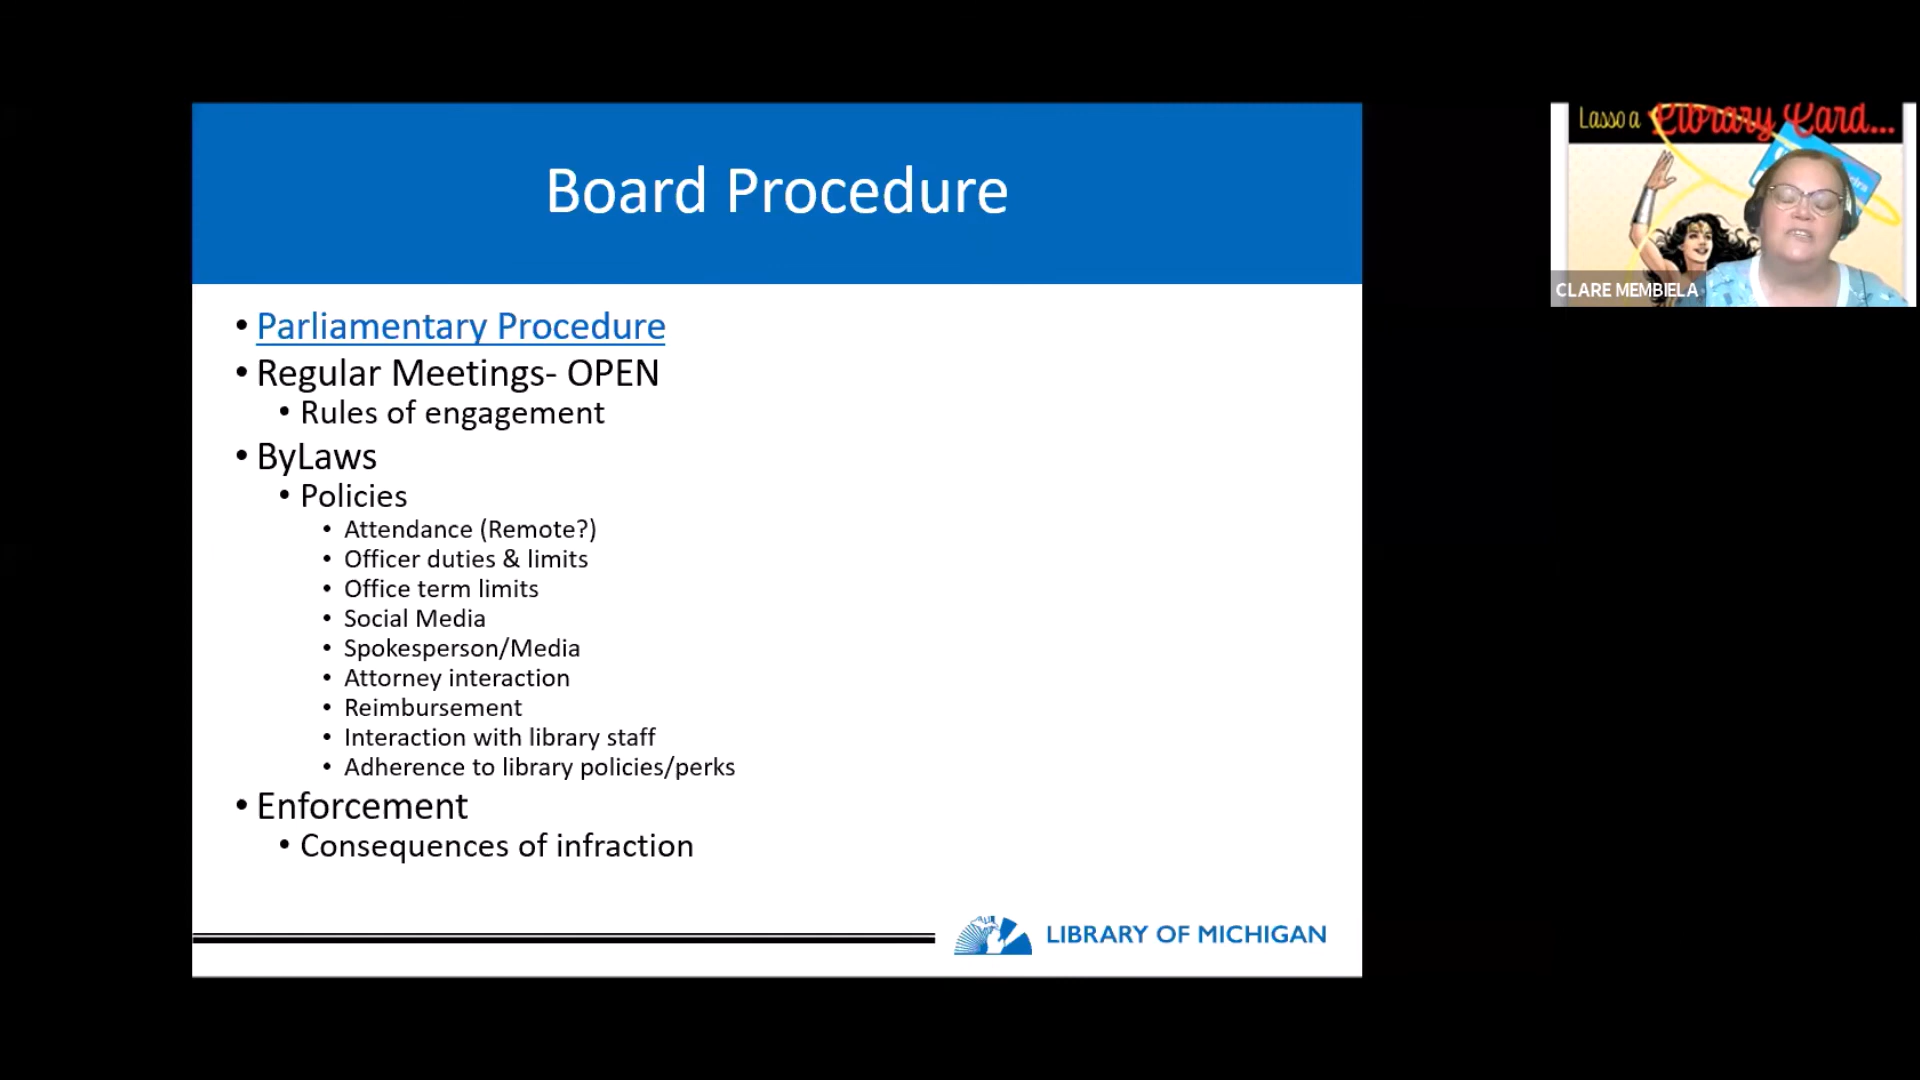 Board Procedure
• Parliamentary Procedure
• Regular Meetings- OPEN
• Rules of engagement
• ByLaws
• Policies
• Attendance (Remote?)
• Officer duties & limits
• Office term limits
• Social Media
• Spokesperson/Media
• Attorney interaction
• Reimbursement
• Interaction with library staff
• Adherence to library policies/perks
• Enforcement
• Consequences of infraction
LIBRARY OF MICHIGAN
Lasso a Library Card...
CLARE MEMBIELA